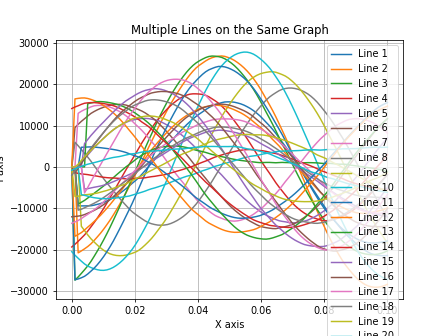 Multiple Lines on the Same Graph
30000
20000
10000
0
−10000
−20000
−30000
0.00
0.02
0.04
0.06
X axis
Line 1
Line 2
Line 3
Line 4
Line 5
Line 6
Line 7
Line 8
Line 9
Line 10
Line 11
Line 12
Line 13
Line 14
Line 15
Line 16
Line 17
Line 18
Line 19